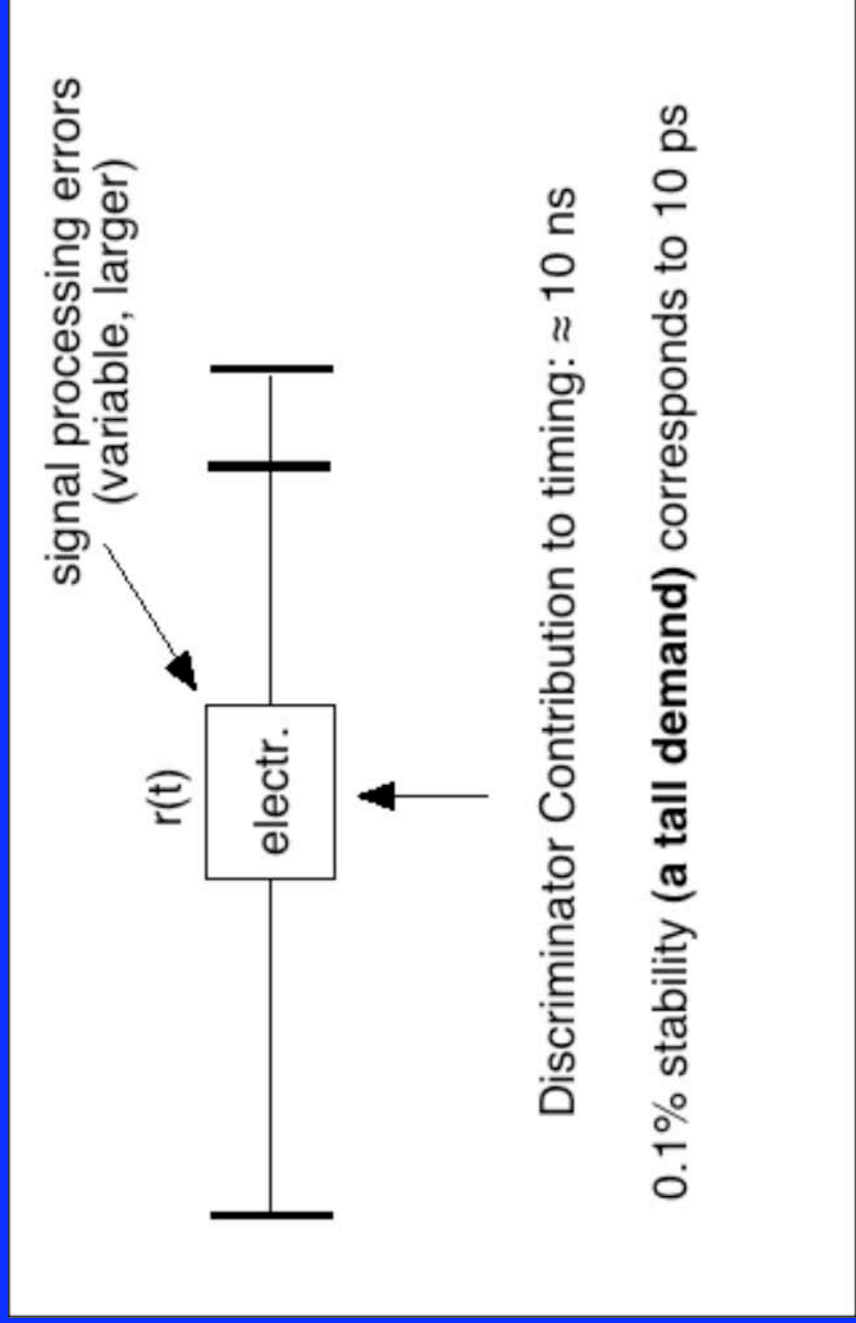 signal processing errors
(variable, larger)
r(t)
electr.
Discriminator Contribution to timing: ≈ 10 ns
0.1% stability (a tall demand) corresponds to 10 ps